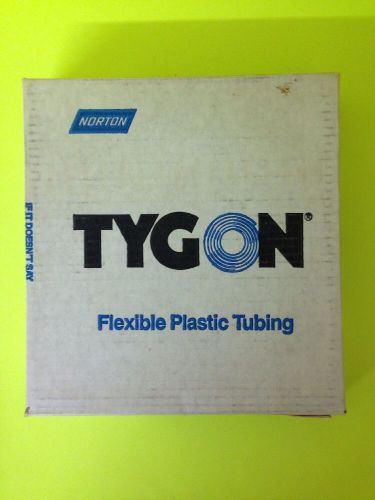 NORTON
TYGON®
Flexible Plastic Tubing
IF IT DOESN'T SAY